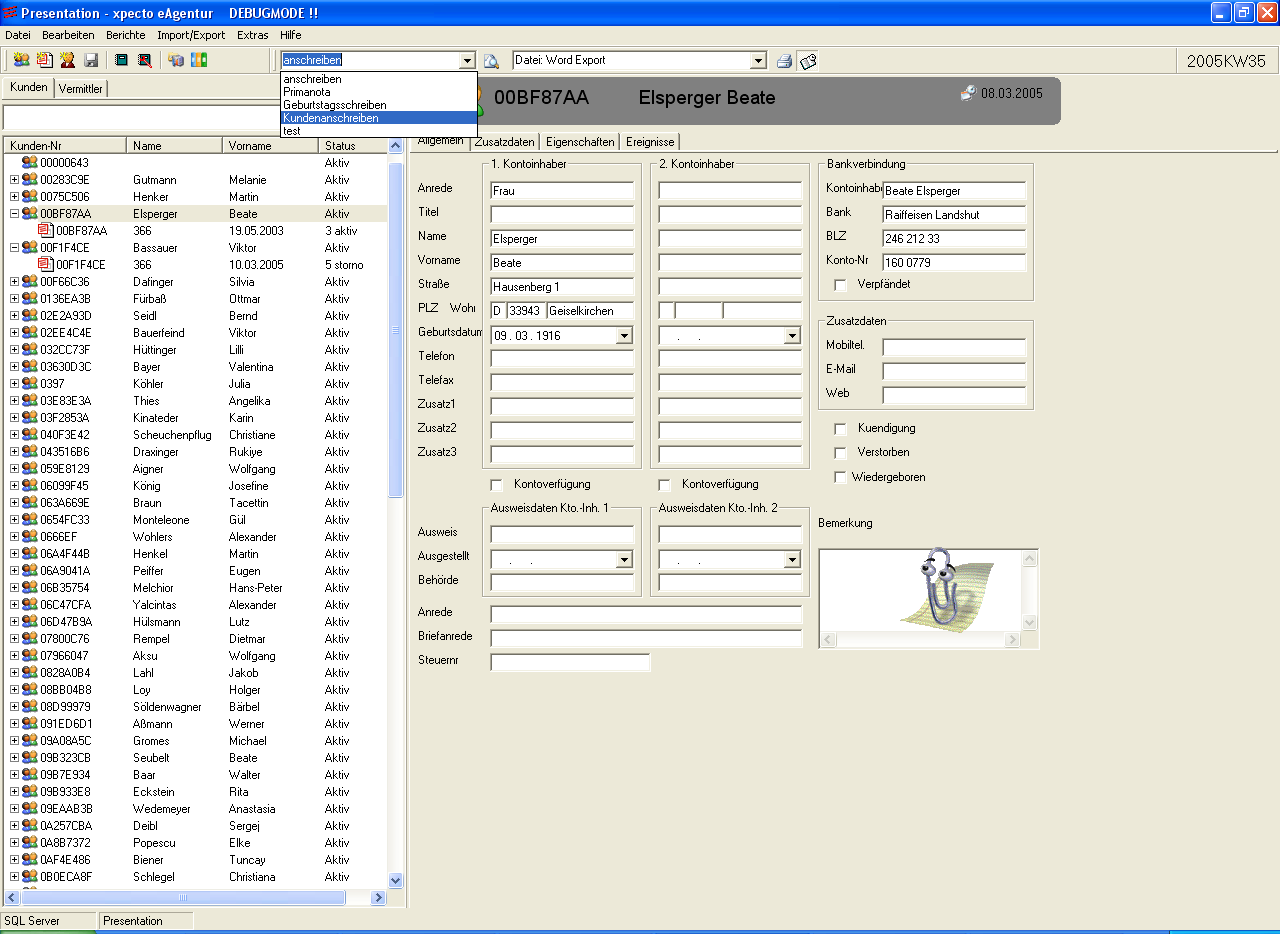 Presentation - xpecto eAgentur DEBUGMODE !!
Datei Bearbeiten Berichte Import/Export Extras Hilfe
anschreiben Datei: Word Export 2005KW35
anschreiben
Primanota
Geburtstagsschreiben
Kundenanschreiben
test
Kunden Vermittler
00BF87AA Elsperger Beate 08.03.2005
Kunden-Nr Name Vorname Status
00000643 Aktiv
00283C9E Gutmann Melanie Aktiv
0075C506 Henker Martin Aktiv
00BF87AA Elsperger Beate Aktiv
00BF87AA 366 19.05.2003 3 aktiv
00F1F4CE Bassauer Viktor Aktiv
00F1F4CE 366 10.03.2005 5 storno
00F66C36 Dafinger Silvia Aktiv
0136EA3B Fürbaß Ottmar Aktiv
02E2A93D Seidl Bernd Aktiv
02EE4C4E Bauerfeind Viktor Aktiv
032CC73F Hüttinger Lilli Aktiv
03630D3C Bayer Valentina Aktiv
0397 Köhler Julia Aktiv
03E83E3A Thies Angelika Aktiv
03F2853A Kinateder Karin Aktiv
040F3E42 Scheuchenpflug Christiane Aktiv
043516B6 Draxinger Rukiye Aktiv
059E8129 Aigner Wolfgang Aktiv
06099F45 König Josefine Aktiv
063A669E Braun Tacettin Aktiv
0654FC33 Monteleone Gül Aktiv
0666EF Wohlers Alexander Aktiv
06A4F44B Henkel Martin Aktiv
06A9041A Peiffer Eugen Aktiv
06B35754 Melchior Hans-Peter Aktiv
06C47CFA Yalcintas Alexander Aktiv
06D47B9A Hülsmann Lutz Aktiv
07800C76 Rempel Dietmar Aktiv
07966047 Aksu Wolfgang Aktiv
0828A0B4 Lahl Jakob Aktiv
08BB04B8 Loy Holger Aktiv
08D99979 Söldenwagner Bärbel Aktiv
091ED6D1 Aßmann Werner Aktiv
09A08A5C Gromes Michael Aktiv
09B323CB Seubelt Beate Aktiv
09B7E934 Baar Walter Aktiv
09B933E8 Eckstein Rita Aktiv
09EAAB3B Wedemeyer Anastasia Aktiv
0A257CBA Deibl Sergej Aktiv
0A8B7372 Popescu Elke Aktiv
0AF4E486 Biener Tuncay Aktiv
0B0ECA8F Schlegel Christiana Aktiv
Allgemein Zusatzdaten Eigenschaften Ereignisse
1. Kontoinhaber 2. Kontoinhaber
Anrede Frau
Titel
Name Elsperger
Vorname Beate
Straße Hausenberg 1
PLZ Wohr D 33943 Geiselkirchen
Geburtsdatum 09 . 03 . 1916 . .
Telefon
Telefax
Zusatz1
Zusatz2
Zusatz3
Kontoverfügung Kontoverfügung
Ausweisdaten Kto.-Inh. 1 Ausweisdaten Kto.-Inh. 2
Ausweis
Ausgestellt . . . .
Behörde
Anrede
Briefanrede
Steuernr
Bankverbindung
Kontoinhabe Beate Elsperger
Bank Raiffeisen Landshut
BLZ 246 212 33
Konto-Nr 160 0779
Verpfändet
Zusatzdaten
Mobiltel.
E-Mail
Web
Kuendigung
Verstorben
Wiedergeboren
Bemerkung
SQL Server Presentation